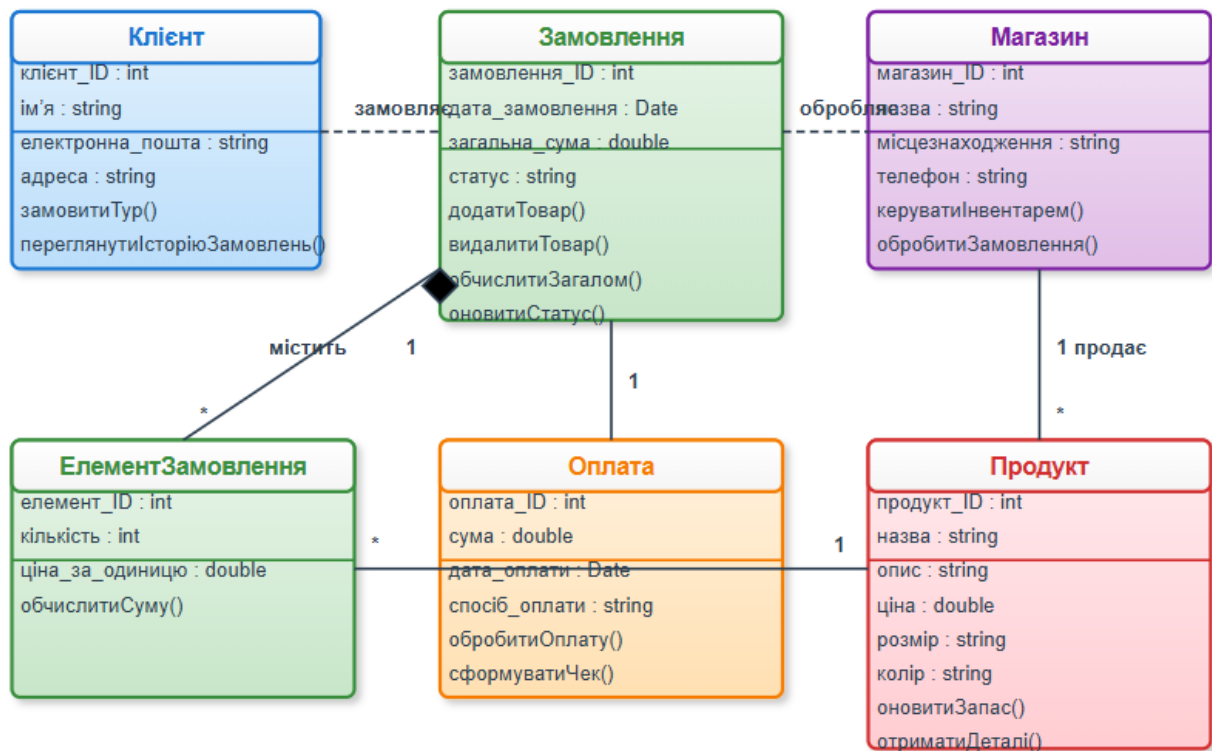 Клієнт
клієнт_ID : int
ім'я : string
електронна_пошта : string
адреса : string
замовитиТур()
переглянутиІсторіюЗамовлень()
замовляє
Замовлення
замовлення_ID : int
дата_замовлення : Date
загальна_сума : double
статус : string
додатиТовар()
видалитиТовар()
обчислитиЗагалом()
оновитиСтатус()
обробляє
Магазин
магазин_ID : int
назва : string
місцезнаходження : string
телефон : string
керуватиІнвентарем()
обробитиЗамовлення()
містить
1
*
1
1 продає
*
ЕлементЗамовлення
елемент_ID : int
кількість : int
ціна_за_одиницю : double
обчислитиСуму()
*
Оплата
оплата_ID : int
сума : double
дата_оплати : Date
спосіб_оплати : string
обробитиОплату()
сформуватиЧек()
1
Продукт
продукт_ID : int
назва : string
опис : string
ціна : double
розмір : string
колір : string
оновитиЗапас()
отриматиДеталі()